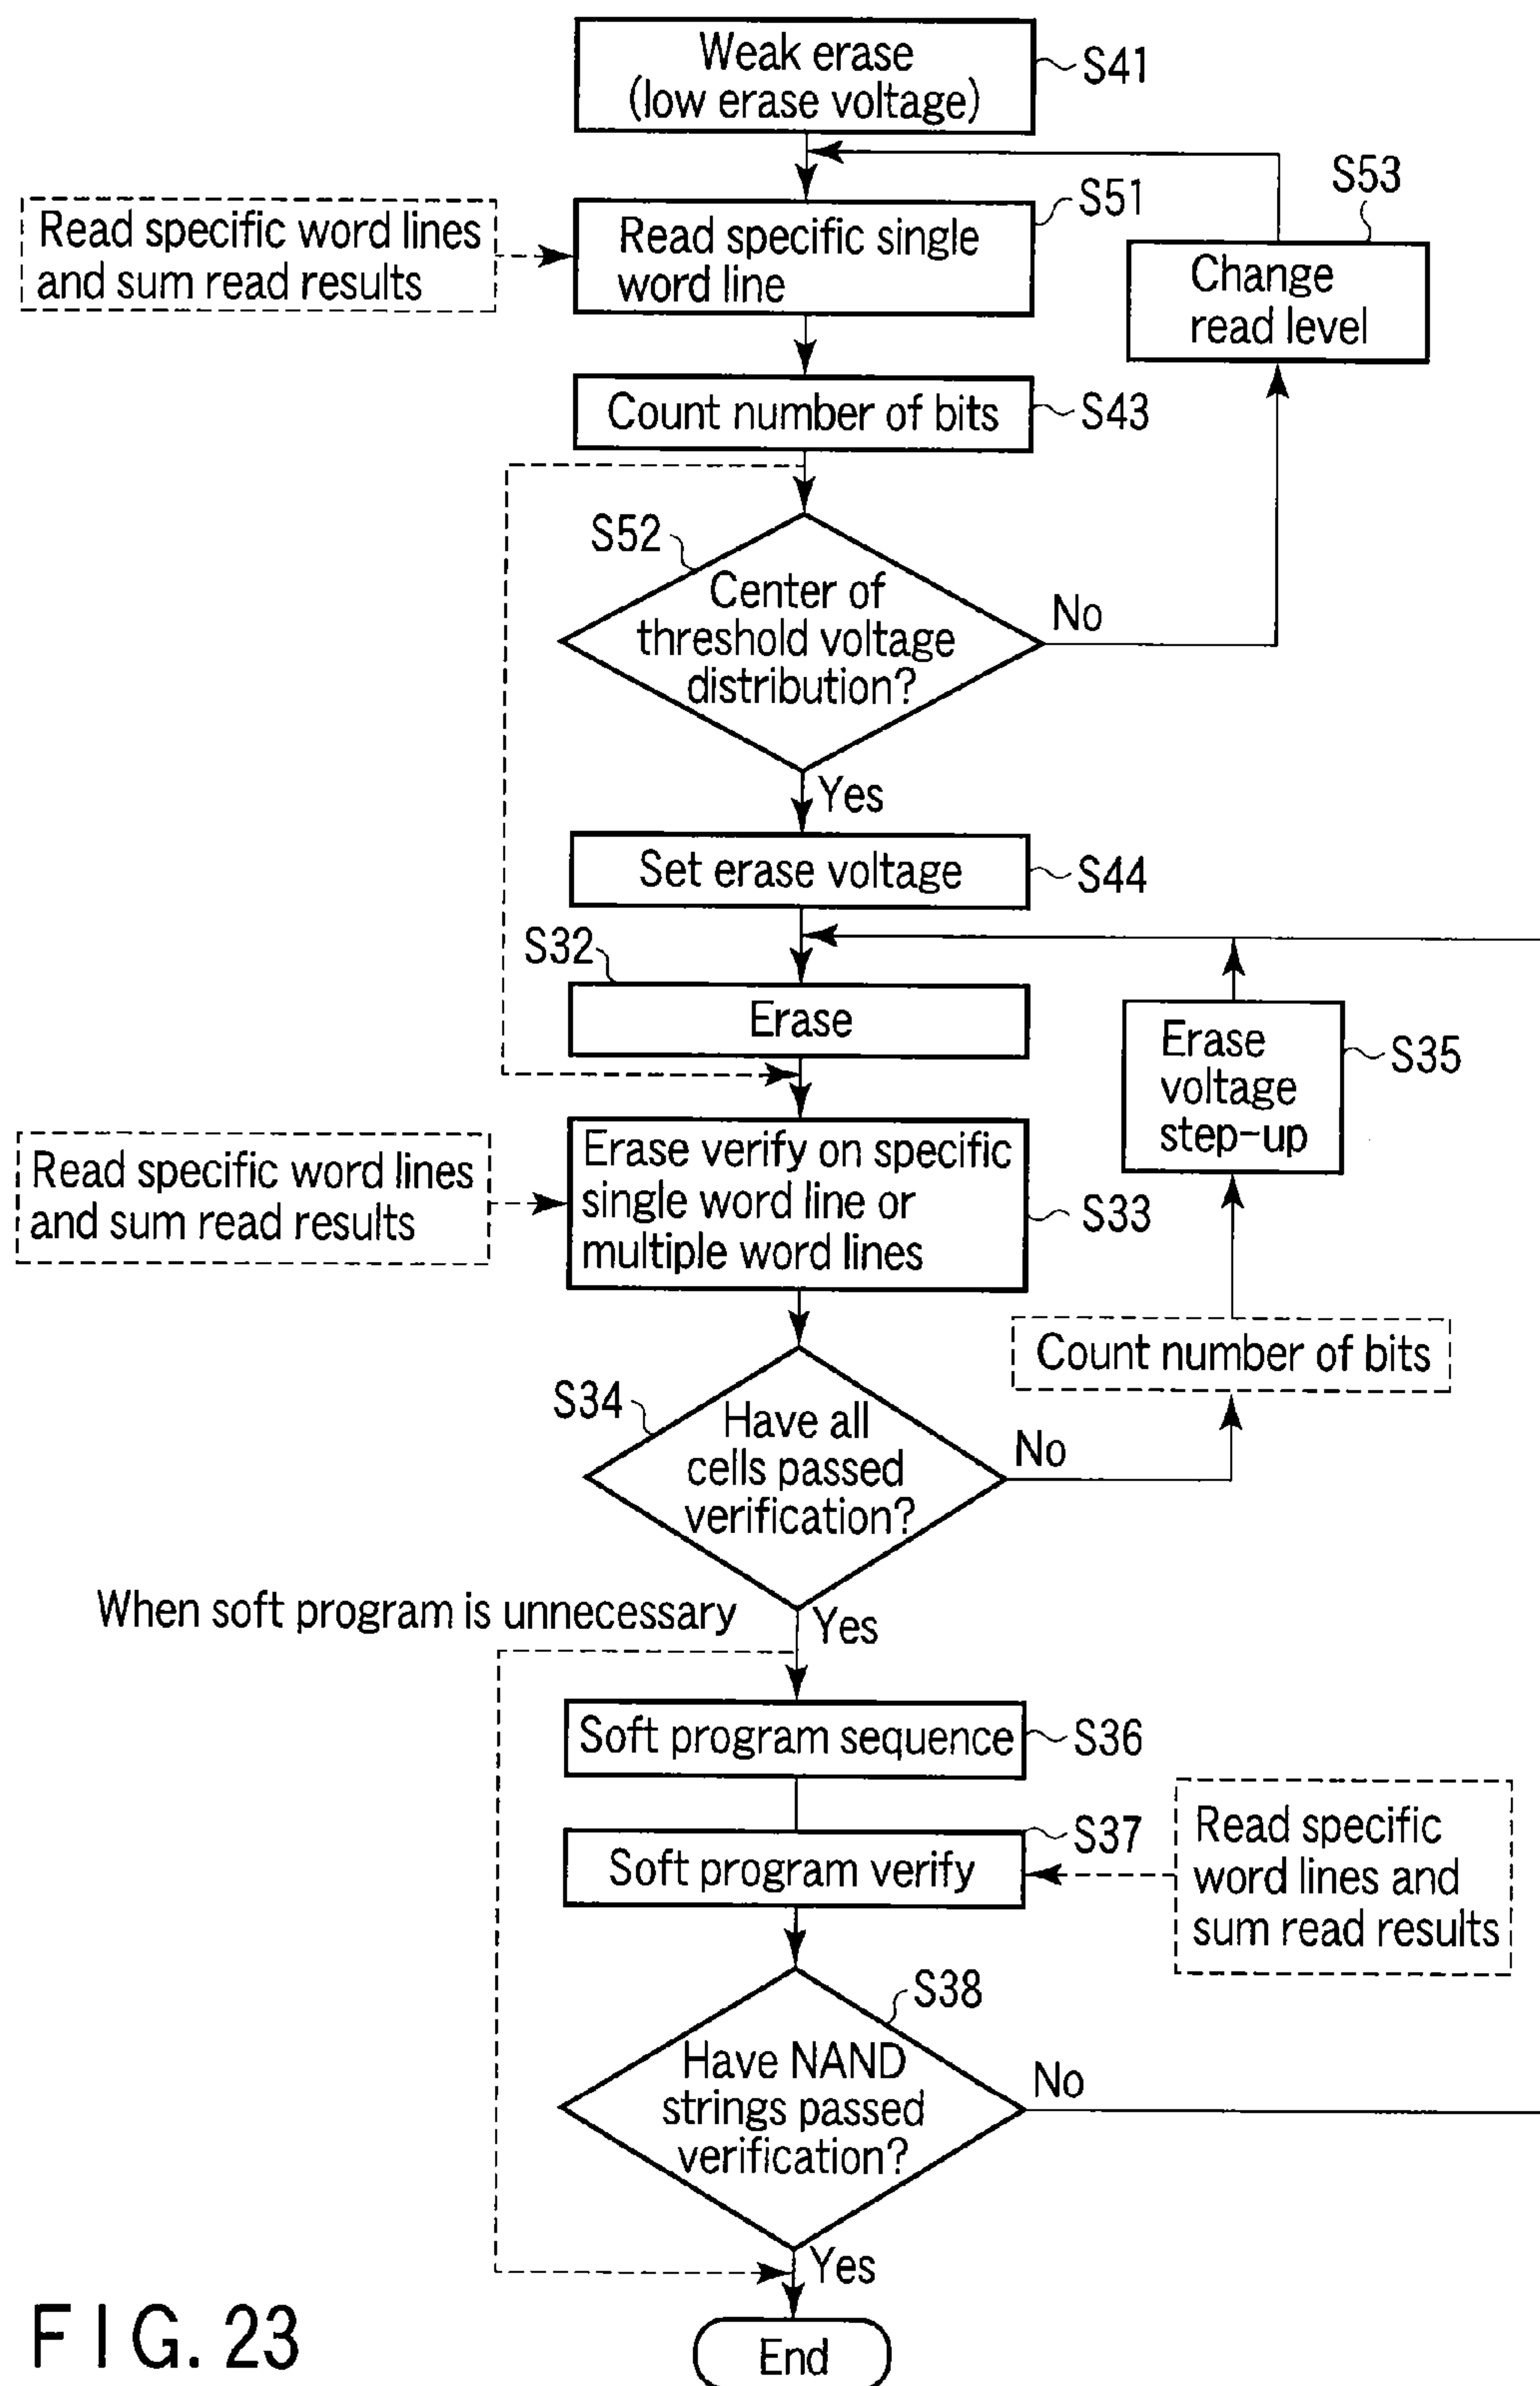 Weak erase
(low erase voltage)
S41
S53
S51
Read specific word lines
and sum read results
Read specific single
word line
Change
read level
Count number of bits
S43
S52
Center of
threshold voltage
distribution?
No
Yes
Set erase voltage
S44
S32
Erase
Erase
voltage
step-up
S35
Read specific word lines
and sum read results
Erase verify on specific
single word line or
multiple word lines
S33
Count number of bits
S34
Have all
cells passed
verification?
No
When soft program is unnecessary
Yes
Soft program sequence
S36
S37
Soft program verify
Read specific
word lines and
sum read results
S38
Have NAND
strings passed
verification?
No
Yes
End
FIG. 23